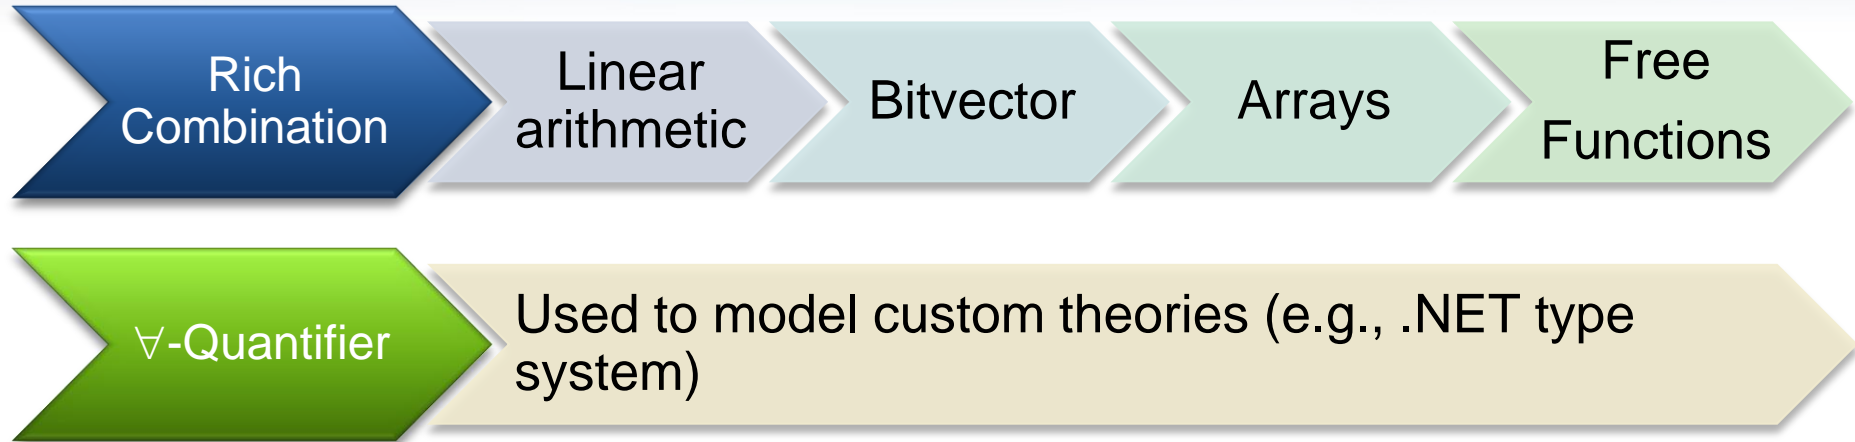 Rich
Combination
Linear
arithmetic
Bitvector
Arrays
Free
Functions
∀-Quantifier
Used to model custom theories (e.g., .NET type
system)